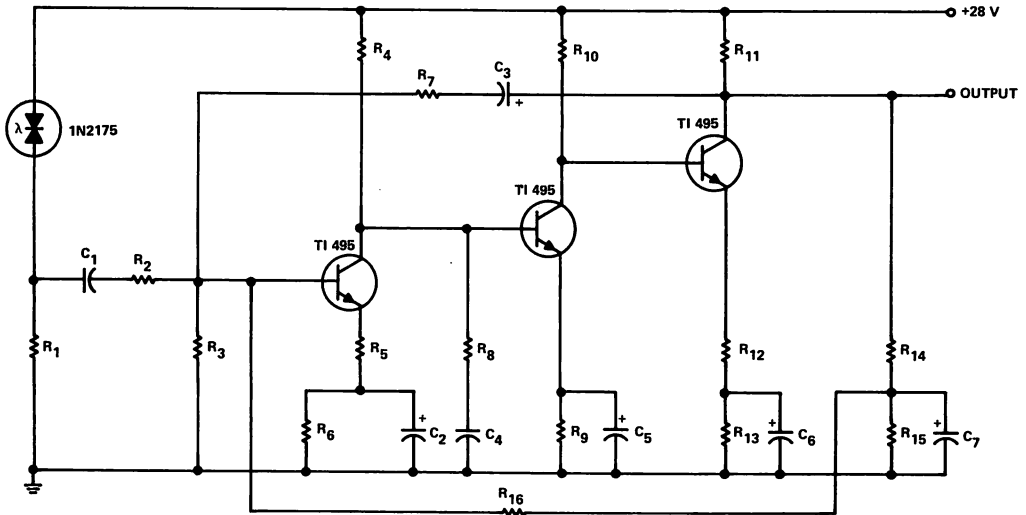 +28 V
R4
R10
R11
C3
R7
+
OUTPUT
λ
1N2175
TI 495
TI 495
C1
R2
TI 495
R1
R3
R5
R8
R12
R14
R6
+
C2
C4
R9
+
C5
R13
+
C6
R15
+
C7
R16